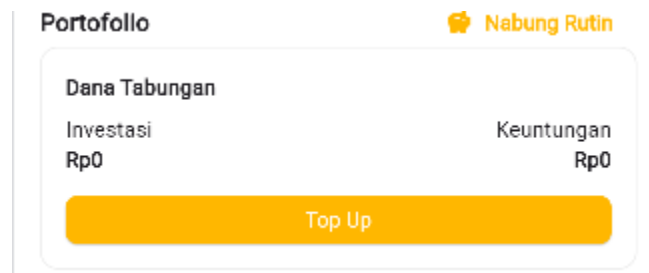 Portofolio
Nabung Rutin
Dana Tabungan
Investasi
Keuntungan
Rp0
Rp0
Top Up